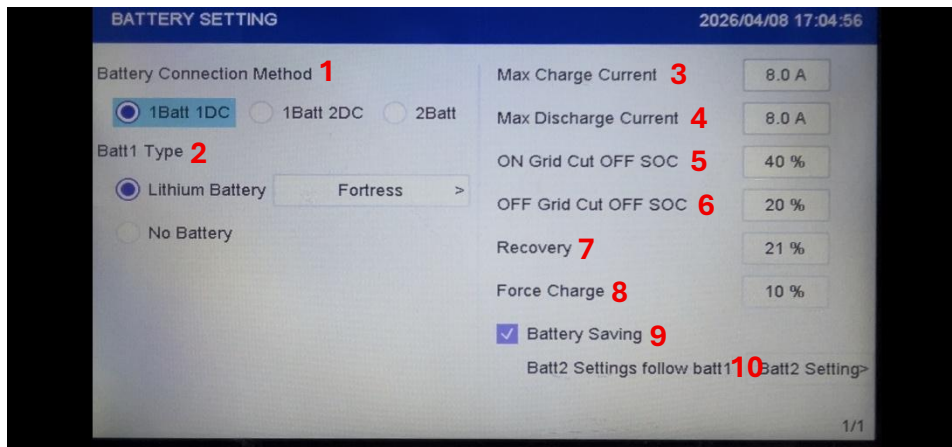 BATTERY SETTING 2026/04/08 17:04:56
Battery Connection Method 1
1Batt 1DC 1Batt 2DC 2Batt
Batt1 Type 2
Lithium Battery Fortress >
No Battery
Max Charge Current 3 8.0 A
Max Discharge Current 4 8.0 A
ON Grid Cut OFF SOC 5 40 %
OFF Grid Cut OFF SOC 6 20 %
Recovery 7 21 %
Force Charge 8 10 %
Battery Saving 9
Batt2 Settings follow batt1 10 Batt2 Setting>
1/1